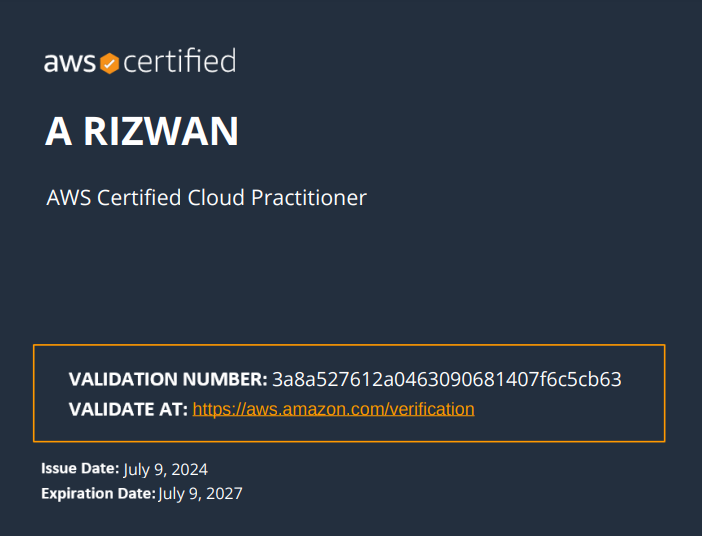 aws certified
A RIZWAN
AWS Certified Cloud Practitioner
VALIDATION NUMBER: 3a8a527612a0463090681407f6c5cb63
VALIDATE AT: https://aws.amazon.com/verification
Issue Date: July 9, 2024
Expiration Date: July 9, 2027